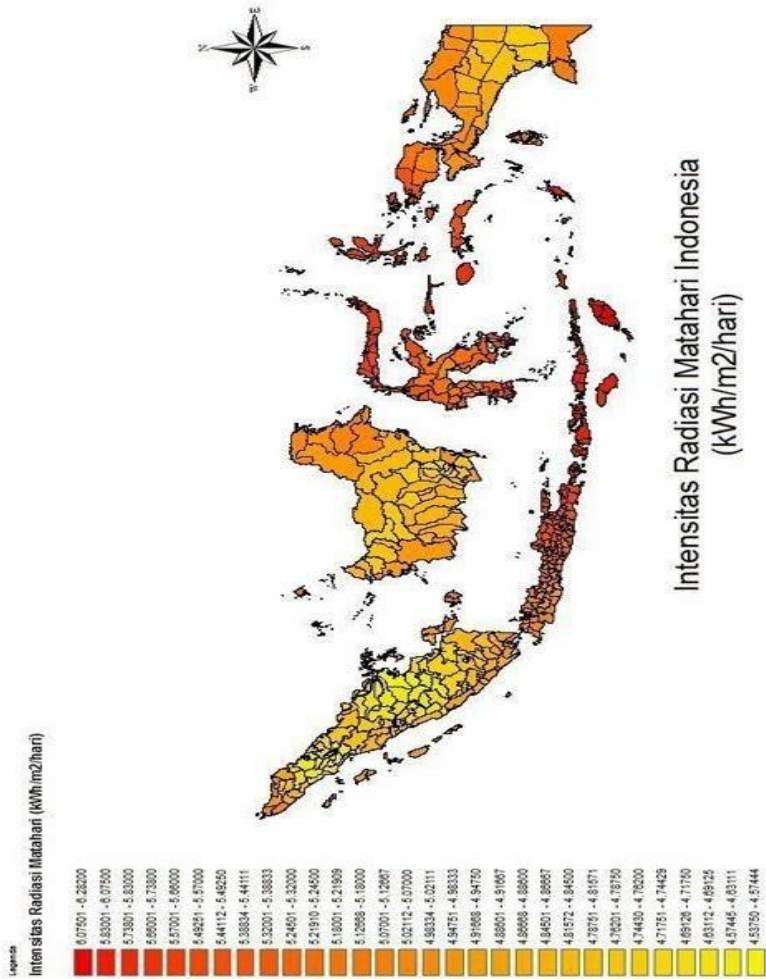 Legenda
Intensitas Radiasi Matahari (kWh/m2/hari)
6.07501 - 6.28200
5.83001 - 6.07500
5.73801 - 5.83000
5.66001 - 5.73800
5.57001 - 5.66000
5.49251 - 5.57000
5.44112 - 5.49250
5.38834 - 5.44111
5.32001 - 5.38833
5.24501 - 5.32000
5.21910 - 5.24500
5.18001 - 5.21909
5.12668 - 5.18000
5.07001 - 5.12667
5.02112 - 5.07000
4.98334 - 5.02111
4.94751 - 4.98333
4.91668 - 4.94750
4.88601 - 4.91667
4.86668 - 4.88600
4.84501 - 4.86667
4.81572 - 4.84500
4.78751 - 4.81571
4.76201 - 4.78750
4.74430 - 4.76200
4.71751 - 4.74429
4.69126 - 4.71750
4.63112 - 4.69125
4.57445 - 4.63111
4.53750 - 4.57444
N
W
E
S
Intensitas Radiasi Matahari Indonesia
(kWh/m2/hari)